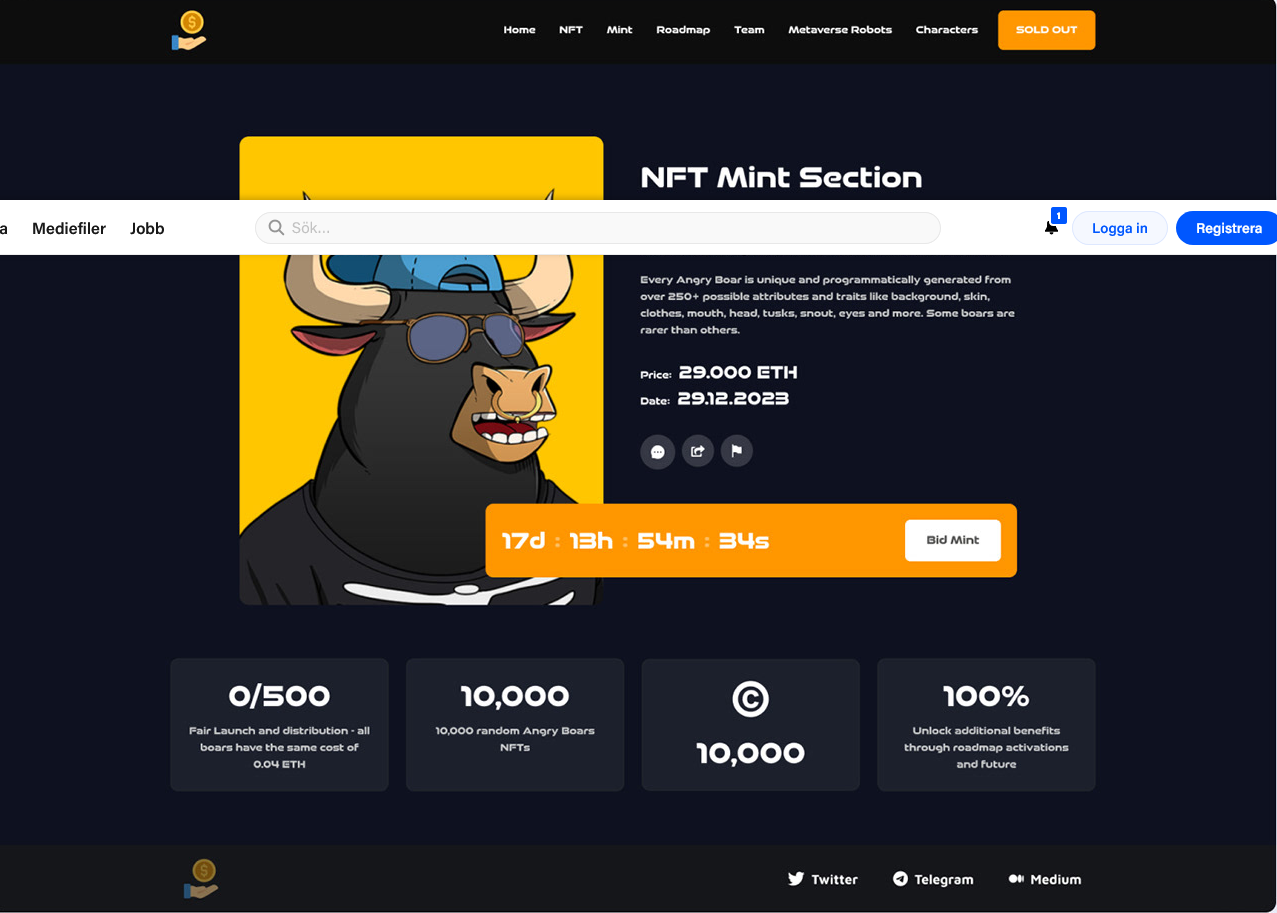 Home NFT Mint Roadmap Team Metaverse Robots Characters SOLD OUT
NFT Mint Section
a Mediefiler Jobb Sök... 1 Logga in Registrera
Every Angry Boar is unique and programmatically generated from
over 250+ possible attributes and traits like background, skin,
clothes, mouth, head, tusks, snout, eyes and more. Some boars are
rarer than others.
Price: 29.000 ETH
Date: 29.12.2023
17d : 13h : 54m : 34s Bid Mint
0/500
Fair Launch and distribution - all
boars have the same cost of
0.04 ETH
10,000
10,000 random Angry Boars
NFTs
©
10,000
100%
Unlock additional benefits
through roadmap activations
and future
Twitter Telegram Medium